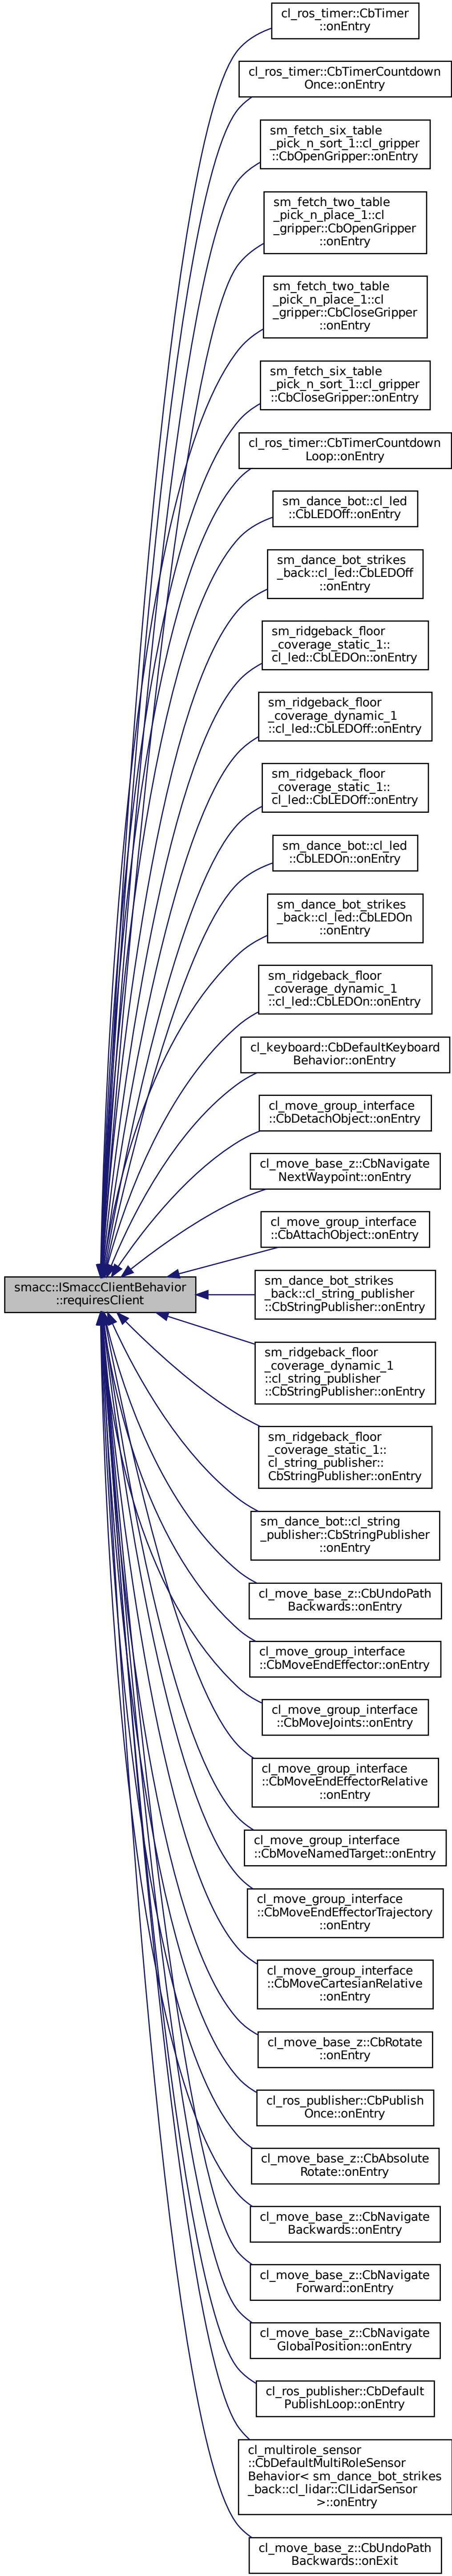 cl_ros_timer::CbTimer
::onEntry
cl_ros_timer::CbTimerCountdown
Once::onEntry
sm_fetch_six_table
_pick_n_sort_1::cl_gripper
::CbOpenGripper::onEntry
sm_fetch_two_table
_pick_n_place_1::cl
_gripper::CbOpenGripper
::onEntry
sm_fetch_two_table
_pick_n_place_1::cl
_gripper::CbCloseGripper
::onEntry
sm_fetch_six_table
_pick_n_sort_1::cl_gripper
::CbCloseGripper::onEntry
cl_ros_timer::CbTimerCountdown
Loop::onEntry
sm_dance_bot::cl_led
::CbLEDOff::onEntry
sm_dance_bot_strikes
_back::cl_led::CbLEDOff
::onEntry
sm_ridgeback_floor
_coverage_static_1::
cl_led::CbLEDOn::onEntry
sm_ridgeback_floor
_coverage_dynamic_1
::cl_led::CbLEDOff::onEntry
sm_ridgeback_floor
_coverage_static_1::
cl_led::CbLEDOff::onEntry
sm_dance_bot::cl_led
::CbLEDOn::onEntry
sm_dance_bot_strikes
_back::cl_led::CbLEDOn
::onEntry
sm_ridgeback_floor
_coverage_dynamic_1
::cl_led::CbLEDOn::onEntry
cl_keyboard::CbDefaultKeyboard
Behavior::onEntry
cl_move_group_interface
::CbDetachObject::onEntry
cl_move_base_z::CbNavigate
NextWaypoint::onEntry
cl_move_group_interface
::CbAttachObject::onEntry
smacc::ISmaccClientBehavior
::requiresClient
sm_dance_bot_strikes
_back::cl_string_publisher
::CbStringPublisher::onEntry
sm_ridgeback_floor
_coverage_dynamic_1
::cl_string_publisher
::CbStringPublisher::onEntry
sm_ridgeback_floor
_coverage_static_1::
cl_string_publisher::
CbStringPublisher::onEntry
sm_dance_bot::cl_string
_publisher::CbStringPublisher
::onEntry
cl_move_base_z::CbUndoPath
Backwards::onEntry
cl_move_group_interface
::CbMoveEndEffector::onEntry
cl_move_group_interface
::CbMoveJoints::onEntry
cl_move_group_interface
::CbMoveEndEffectorRelative
::onEntry
cl_move_group_interface
::CbMoveNamedTarget::onEntry
cl_move_group_interface
::CbMoveEndEffectorTrajectory
::onEntry
cl_move_group_interface
::CbMoveCartesianRelative
::onEntry
cl_move_base_z::CbRotate
::onEntry
cl_ros_publisher::CbPublish
Once::onEntry
cl_move_base_z::CbAbsolute
Rotate::onEntry
cl_move_base_z::CbNavigate
Backwards::onEntry
cl_move_base_z::CbNavigate
Forward::onEntry
cl_move_base_z::CbNavigate
GlobalPosition::onEntry
cl_ros_publisher::CbDefault
PublishLoop::onEntry
cl_multirole_sensor
::CbDefaultMultiRoleSensor
Behavior< sm_dance_bot_strikes
_back::cl_lidar::ClLidarSensor
>::onEntry
cl_move_base_z::CbUndoPath
Backwards::onExit